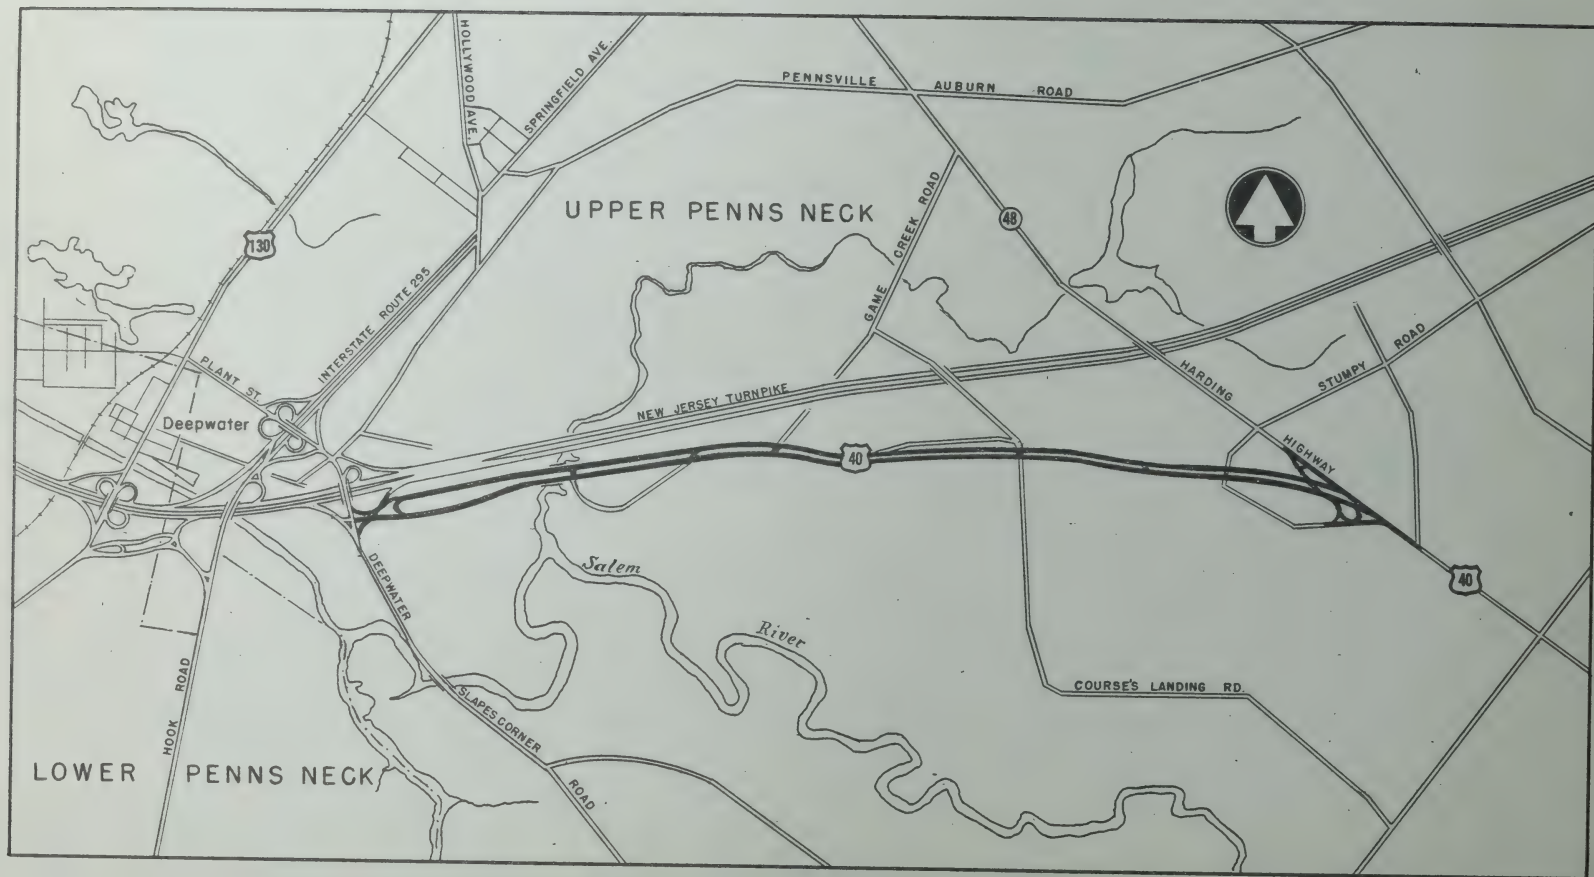 HOLLYWOOD AVE.
SPRINGFIELD AVE.
PENNSVILLE AUBURN ROAD
UPPER PENNS NECK
GAME CREEK ROAD
48
130
INTERSTATE ROUTE 295
PLANT ST.
Deepwater
NEW JERSEY TURNPIKE
HARDING HIGHWAY
STUMPY ROAD
40
40
DEEPWATER
SLAPES CORNER ROAD
Salem River
COURSE'S LANDING RD.
HOOK ROAD
LOWER PENNS NECK